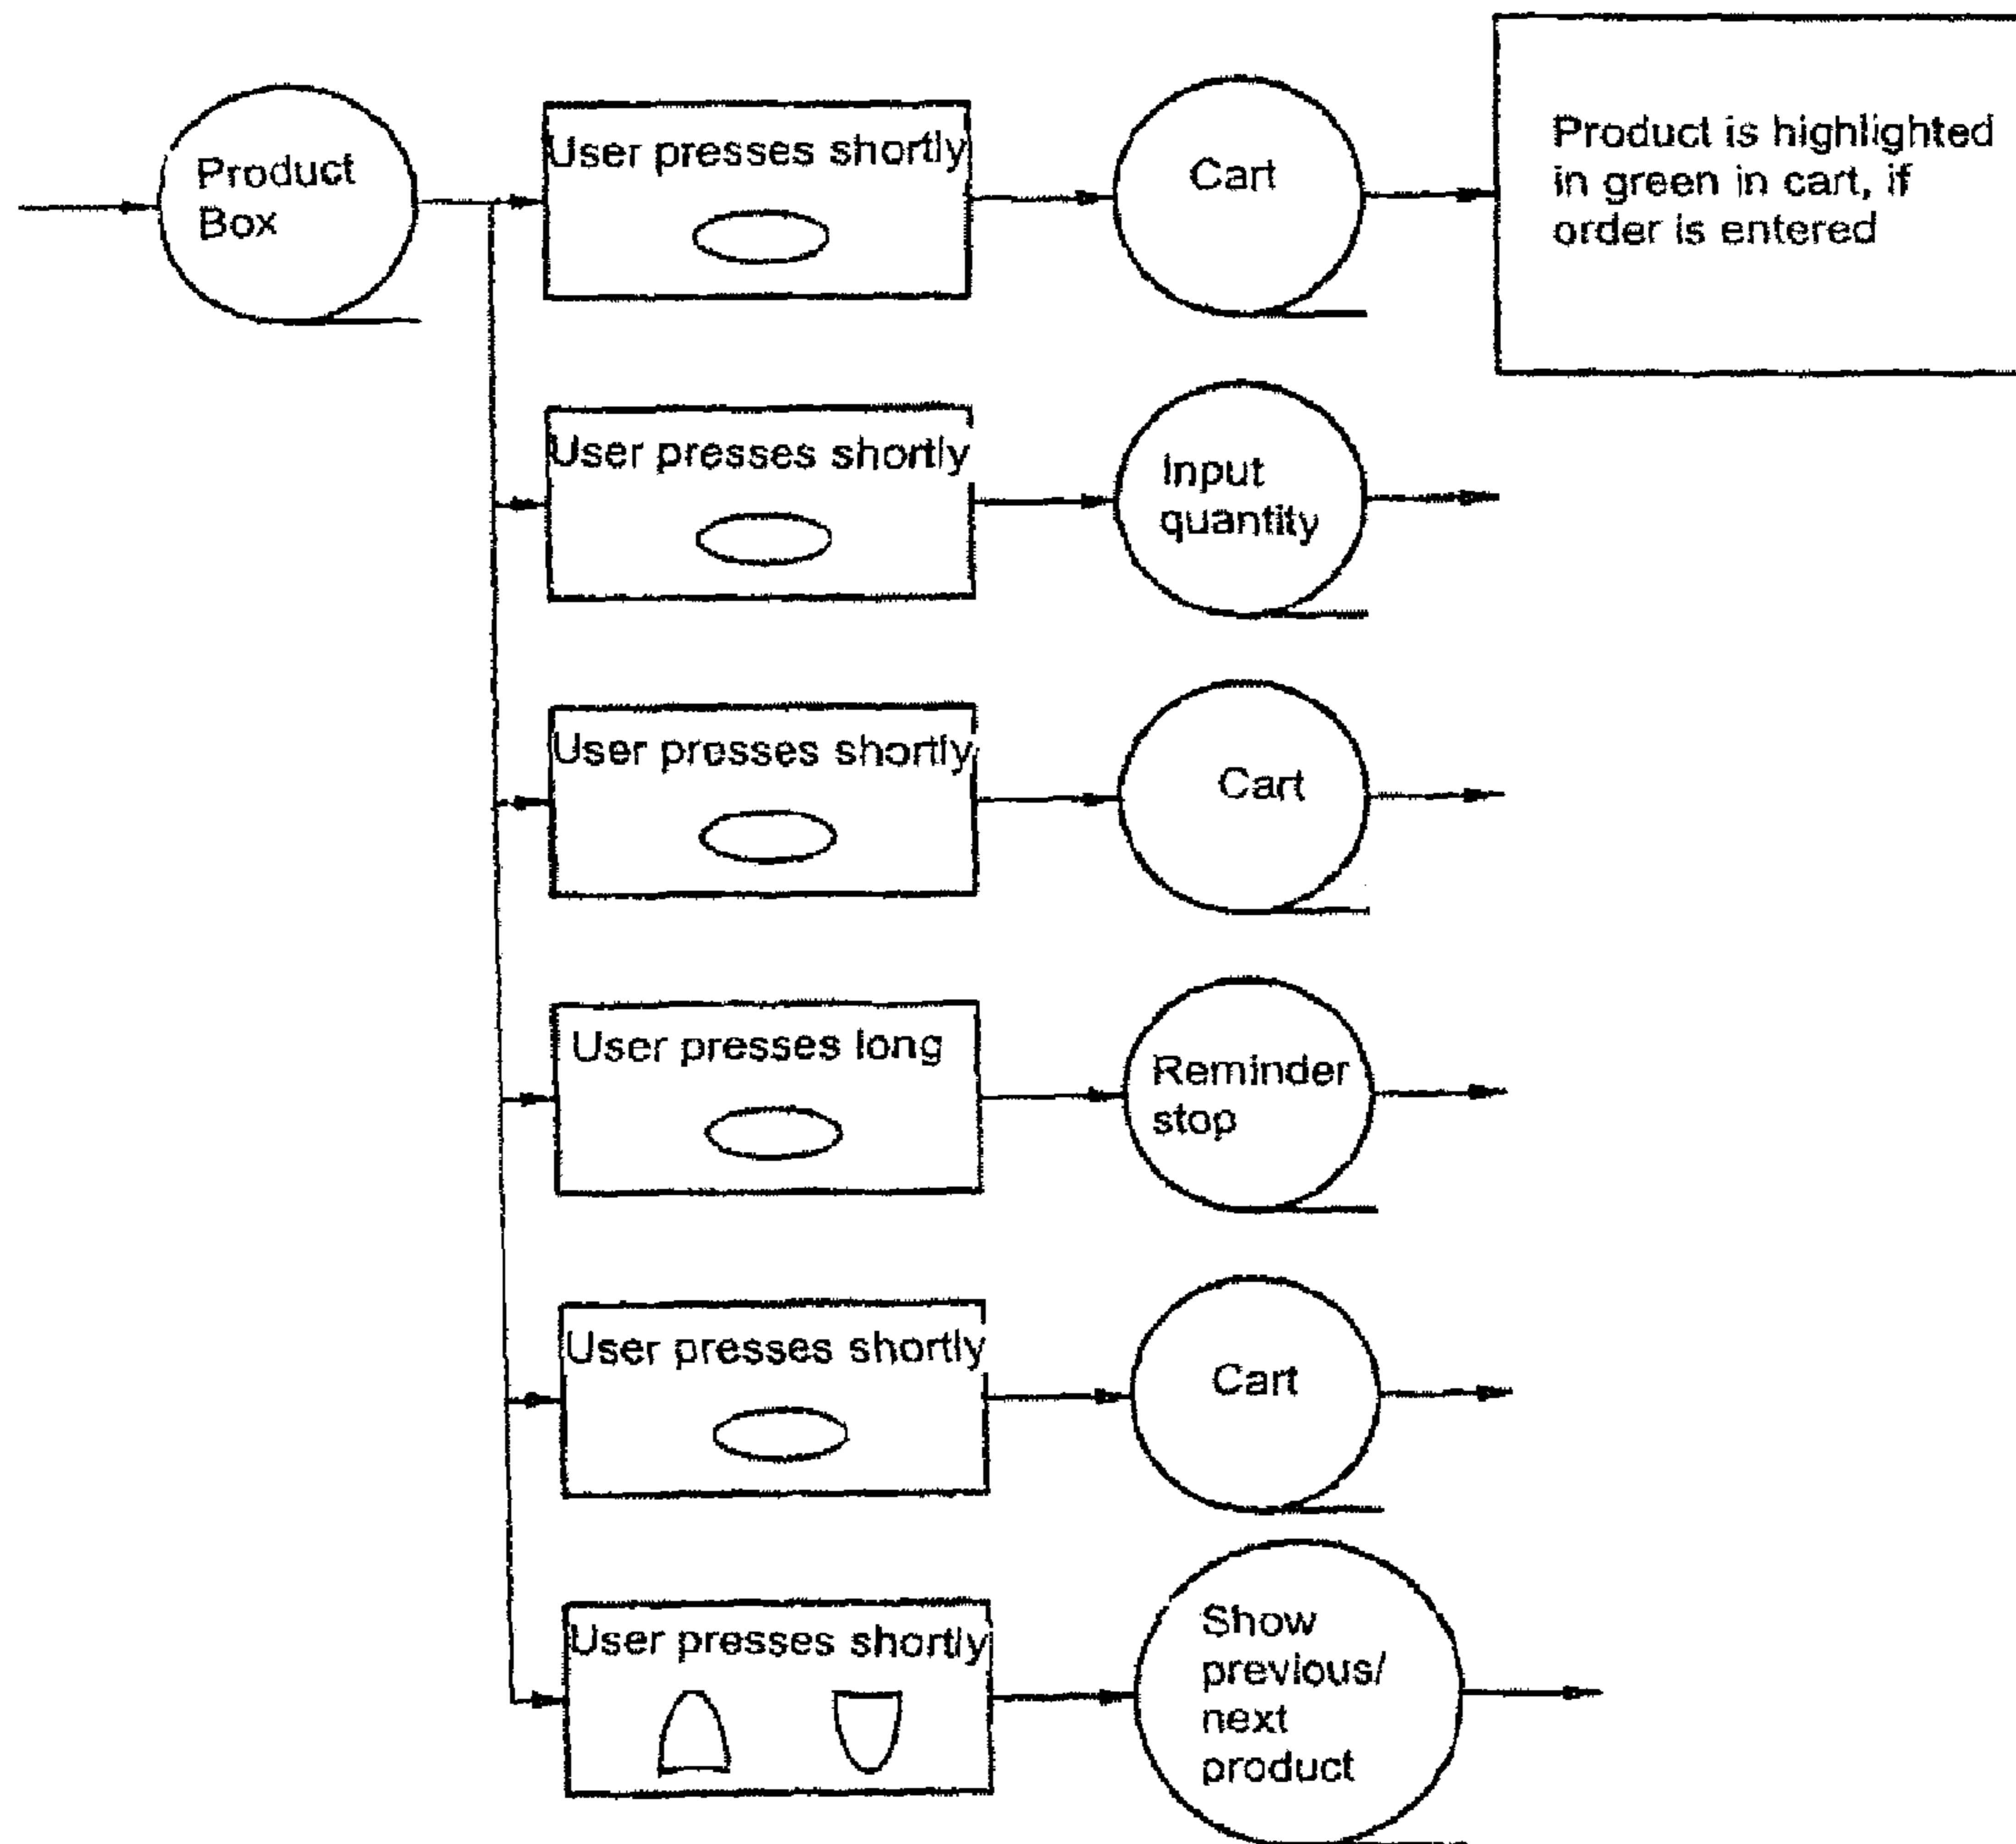 Product
Box
User presses shortly
Cart
Product is highlighted
in green in cart, if
order is entered
User presses shortly
Input
quantity
User presses shortly
Cart
User presses long
Reminder
stop
User presses shortly
Cart
User presses shortly
Show
previous/
next
product